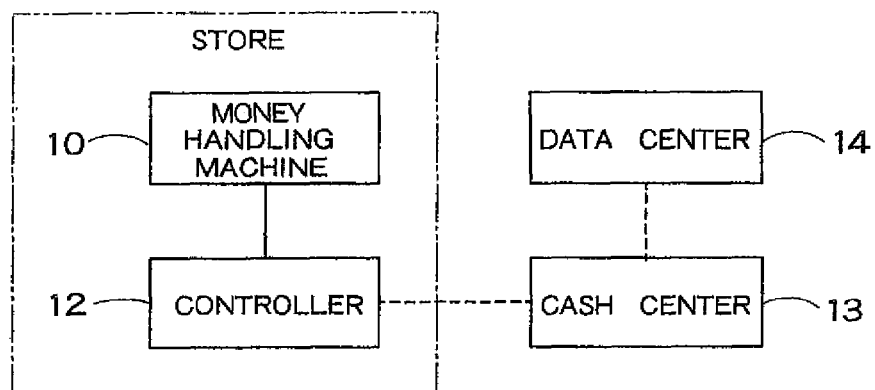 STORE
10
MONEY
HANDLING
MACHINE
DATA CENTER
14
12
CONTROLLER
CASH CENTER
13